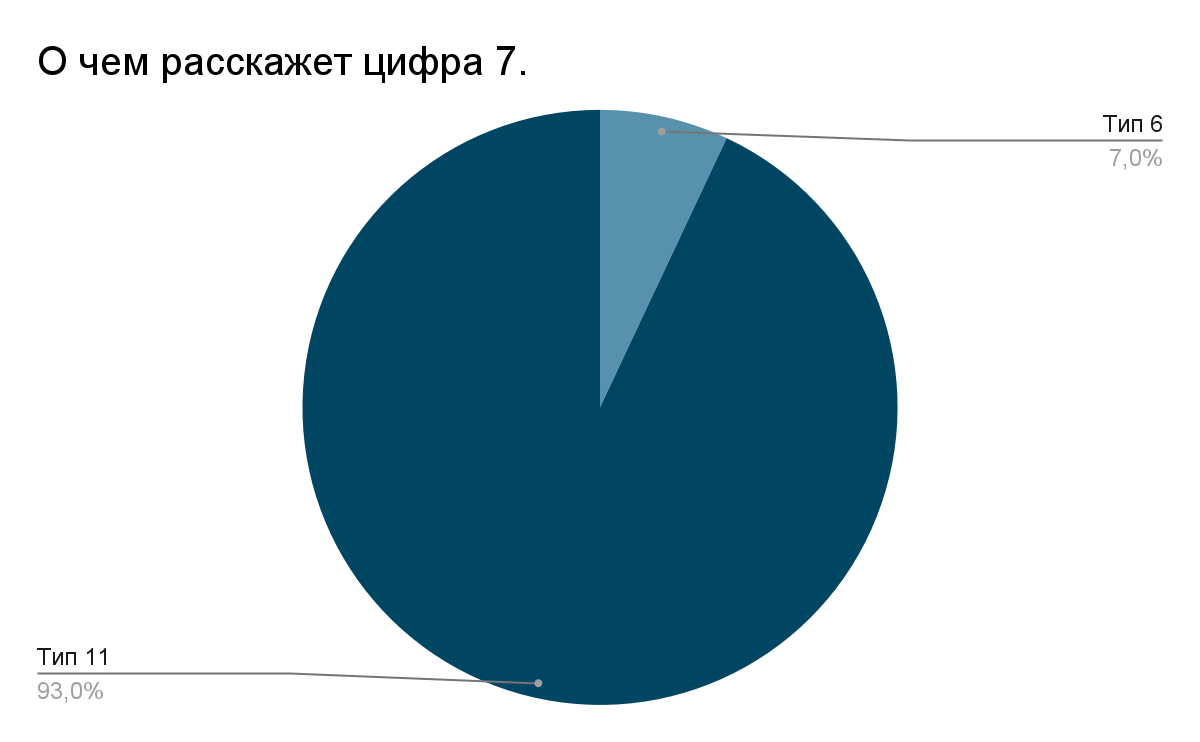 О чем расскажет цифра 7.
Тип 6
7,0%
Тип 11
93,0%